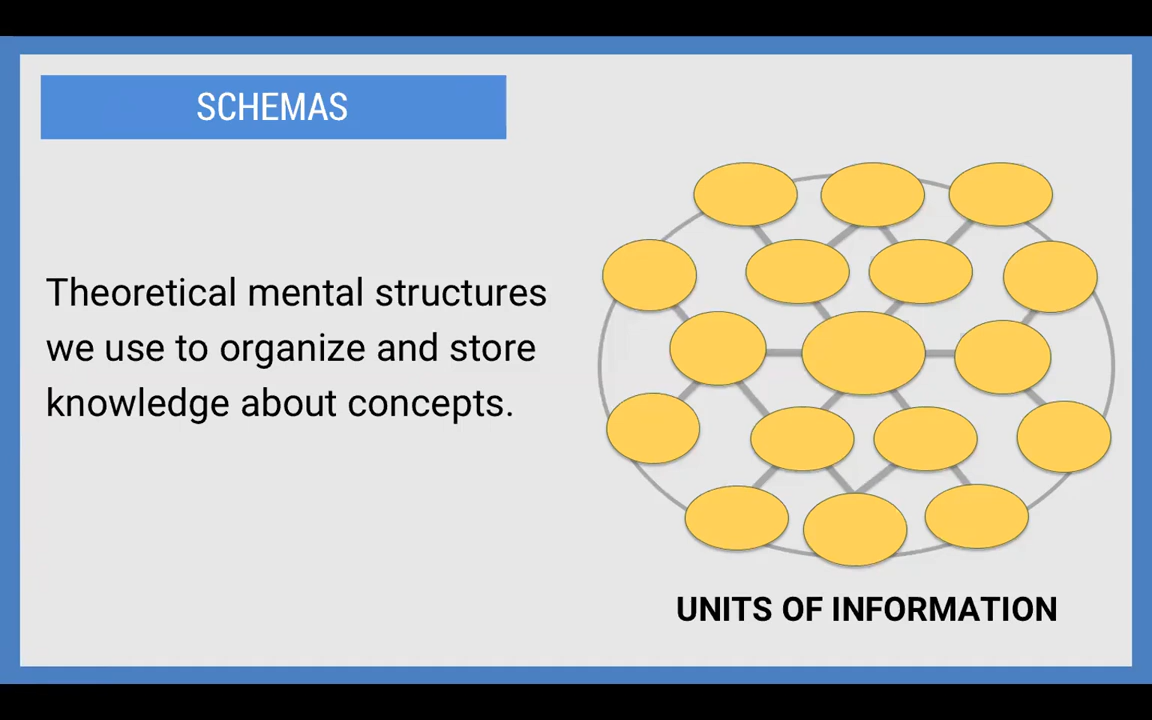 SCHEMAS
Theoretical mental structures
we use to organize and store
knowledge about concepts.
UNITS OF INFORMATION